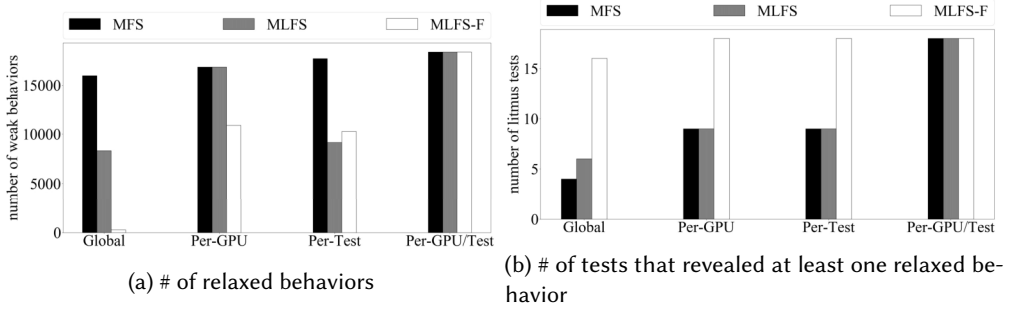 MFS MLFS MLFS-F
number of weak behaviors
15000
10000
5000
0
Global Per-GPU Per-Test Per-GPU/Test
(a) # of relaxed behaviors
MFS MLFS MLFS-F
number of litmus tests
15
10
5
0
Global Per-GPU Per-Test Per-GPU/Test
(b) # of tests that revealed at least one relaxed be-
havior